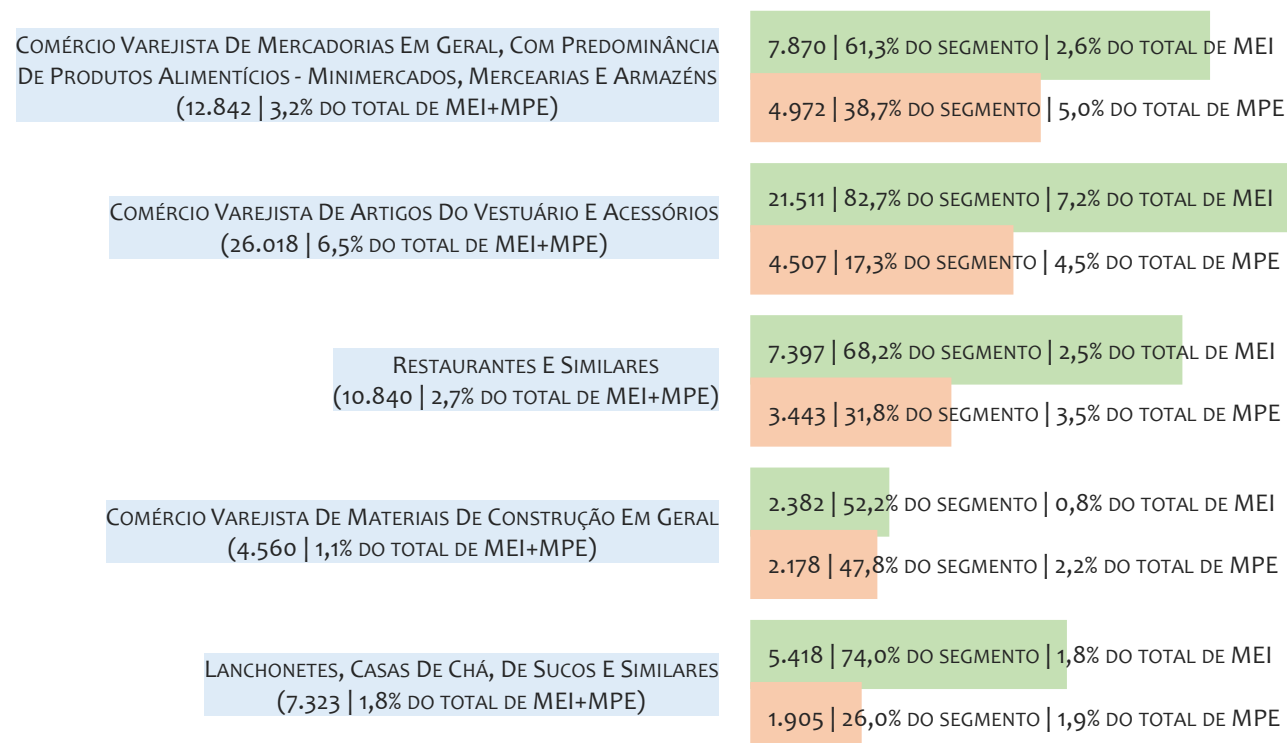 Comércio Varejista De Mercadorias Em Geral, Com Predominância
De Produtos Alimentícios - Minimercados, Mercearias E Armazéns
(12.842 | 3,2% do total de MEI+MPE)
7.870 | 61,3% do segmento | 2,6% do total de MEI
4.972 | 38,7% do segmento | 5,0% do total de MPE
Comércio Varejista De Artigos Do Vestuário E Acessórios
(26.018 | 6,5% do total de MEI+MPE)
21.511 | 82,7% do segmento | 7,2% do total de MEI
4.507 | 17,3% do segmento | 4,5% do total de MPE
Restaurantes E Similares
(10.840 | 2,7% do total de MEI+MPE)
7.397 | 68,2% do segmento | 2,5% do total de MEI
3.443 | 31,8% do segmento | 3,5% do total de MPE
Comércio Varejista De Materiais De Construção Em Geral
(4.560 | 1,1% do total de MEI+MPE)
2.382 | 52,2% do segmento | 0,8% do total de MEI
2.178 | 47,8% do segmento | 2,2% do total de MPE
Lanchonetes, Casas De Chá, De Sucos E Similares
(7.323 | 1,8% do total de MEI+MPE)
5.418 | 74,0% do segmento | 1,8% do total de MEI
1.905 | 26,0% do segmento | 1,9% do total de MPE